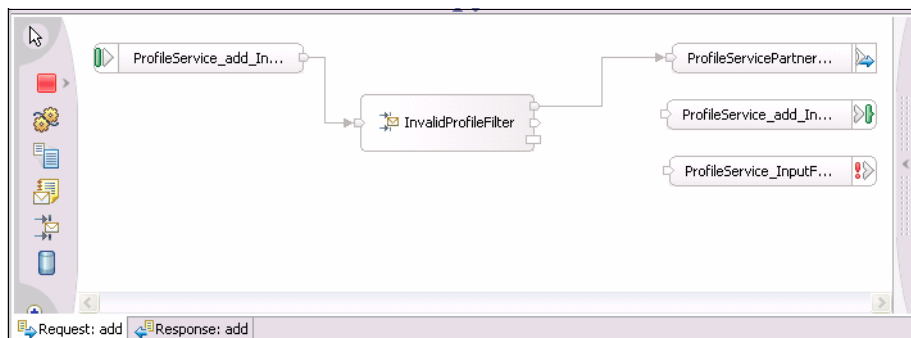 ProfileService_add_In...
ProfileServicePartner...
InvalidProfileFilter
ProfileService_add_In...
ProfileService_InputF...
Request: add
Response: add